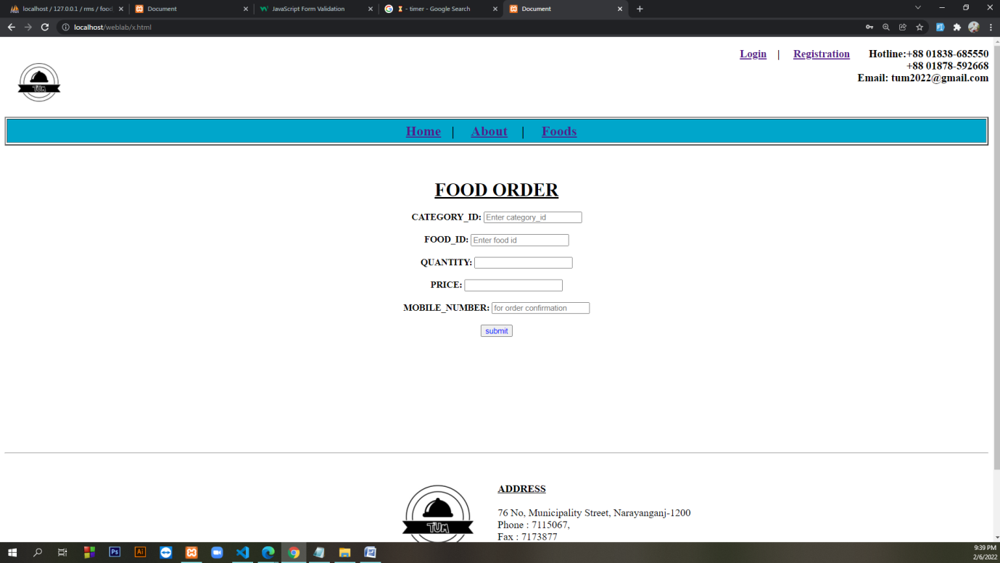 localhost / 127.0.0.1 / rms / food
Document
JavaScript Form Validation
- timer - Google Search
Document
localhost/weblab/x.html
Login | Registration Hotline:+88 01838-685550
+88 01878-592668
Email: tum2022@gmail.com
TUM
Home | About | Foods
FOOD ORDER
CATEGORY_ID: Enter category_id
FOOD_ID: Enter food id
QUANTITY:
PRICE:
MOBILE_NUMBER: for order confirmation
submit
TUM
ADDRESS
76 No, Municipality Street, Narayanganj-1200
Phone : 7115067,
Fax : 7173877
Ps
Ai
9:39 PM
2/6/2022